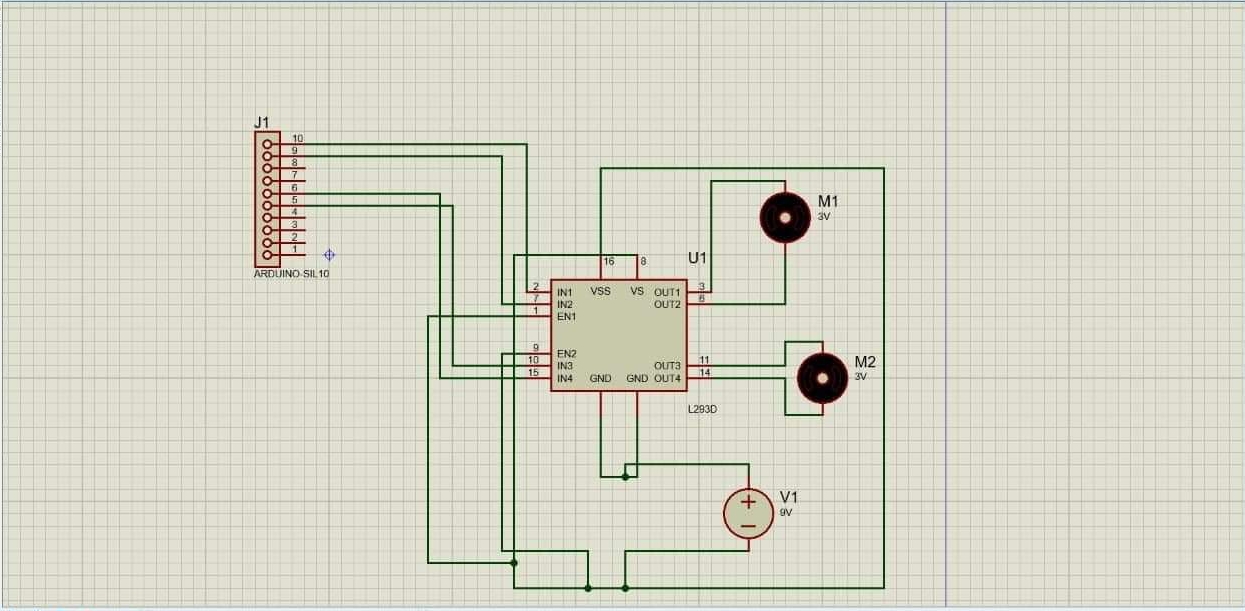 J1
10
9
8
7
6
5
4
3
2
1
ARDUINO-SIL10
M1
3V
U1
16
8
2
7
1
9
10
15
IN1
IN2
EN1
EN2
IN3
IN4
VSS
VS
OUT1
OUT2
OUT3
OUT4
GND
GND
3
6
11
14
L293D
M2
3V
V1
9V